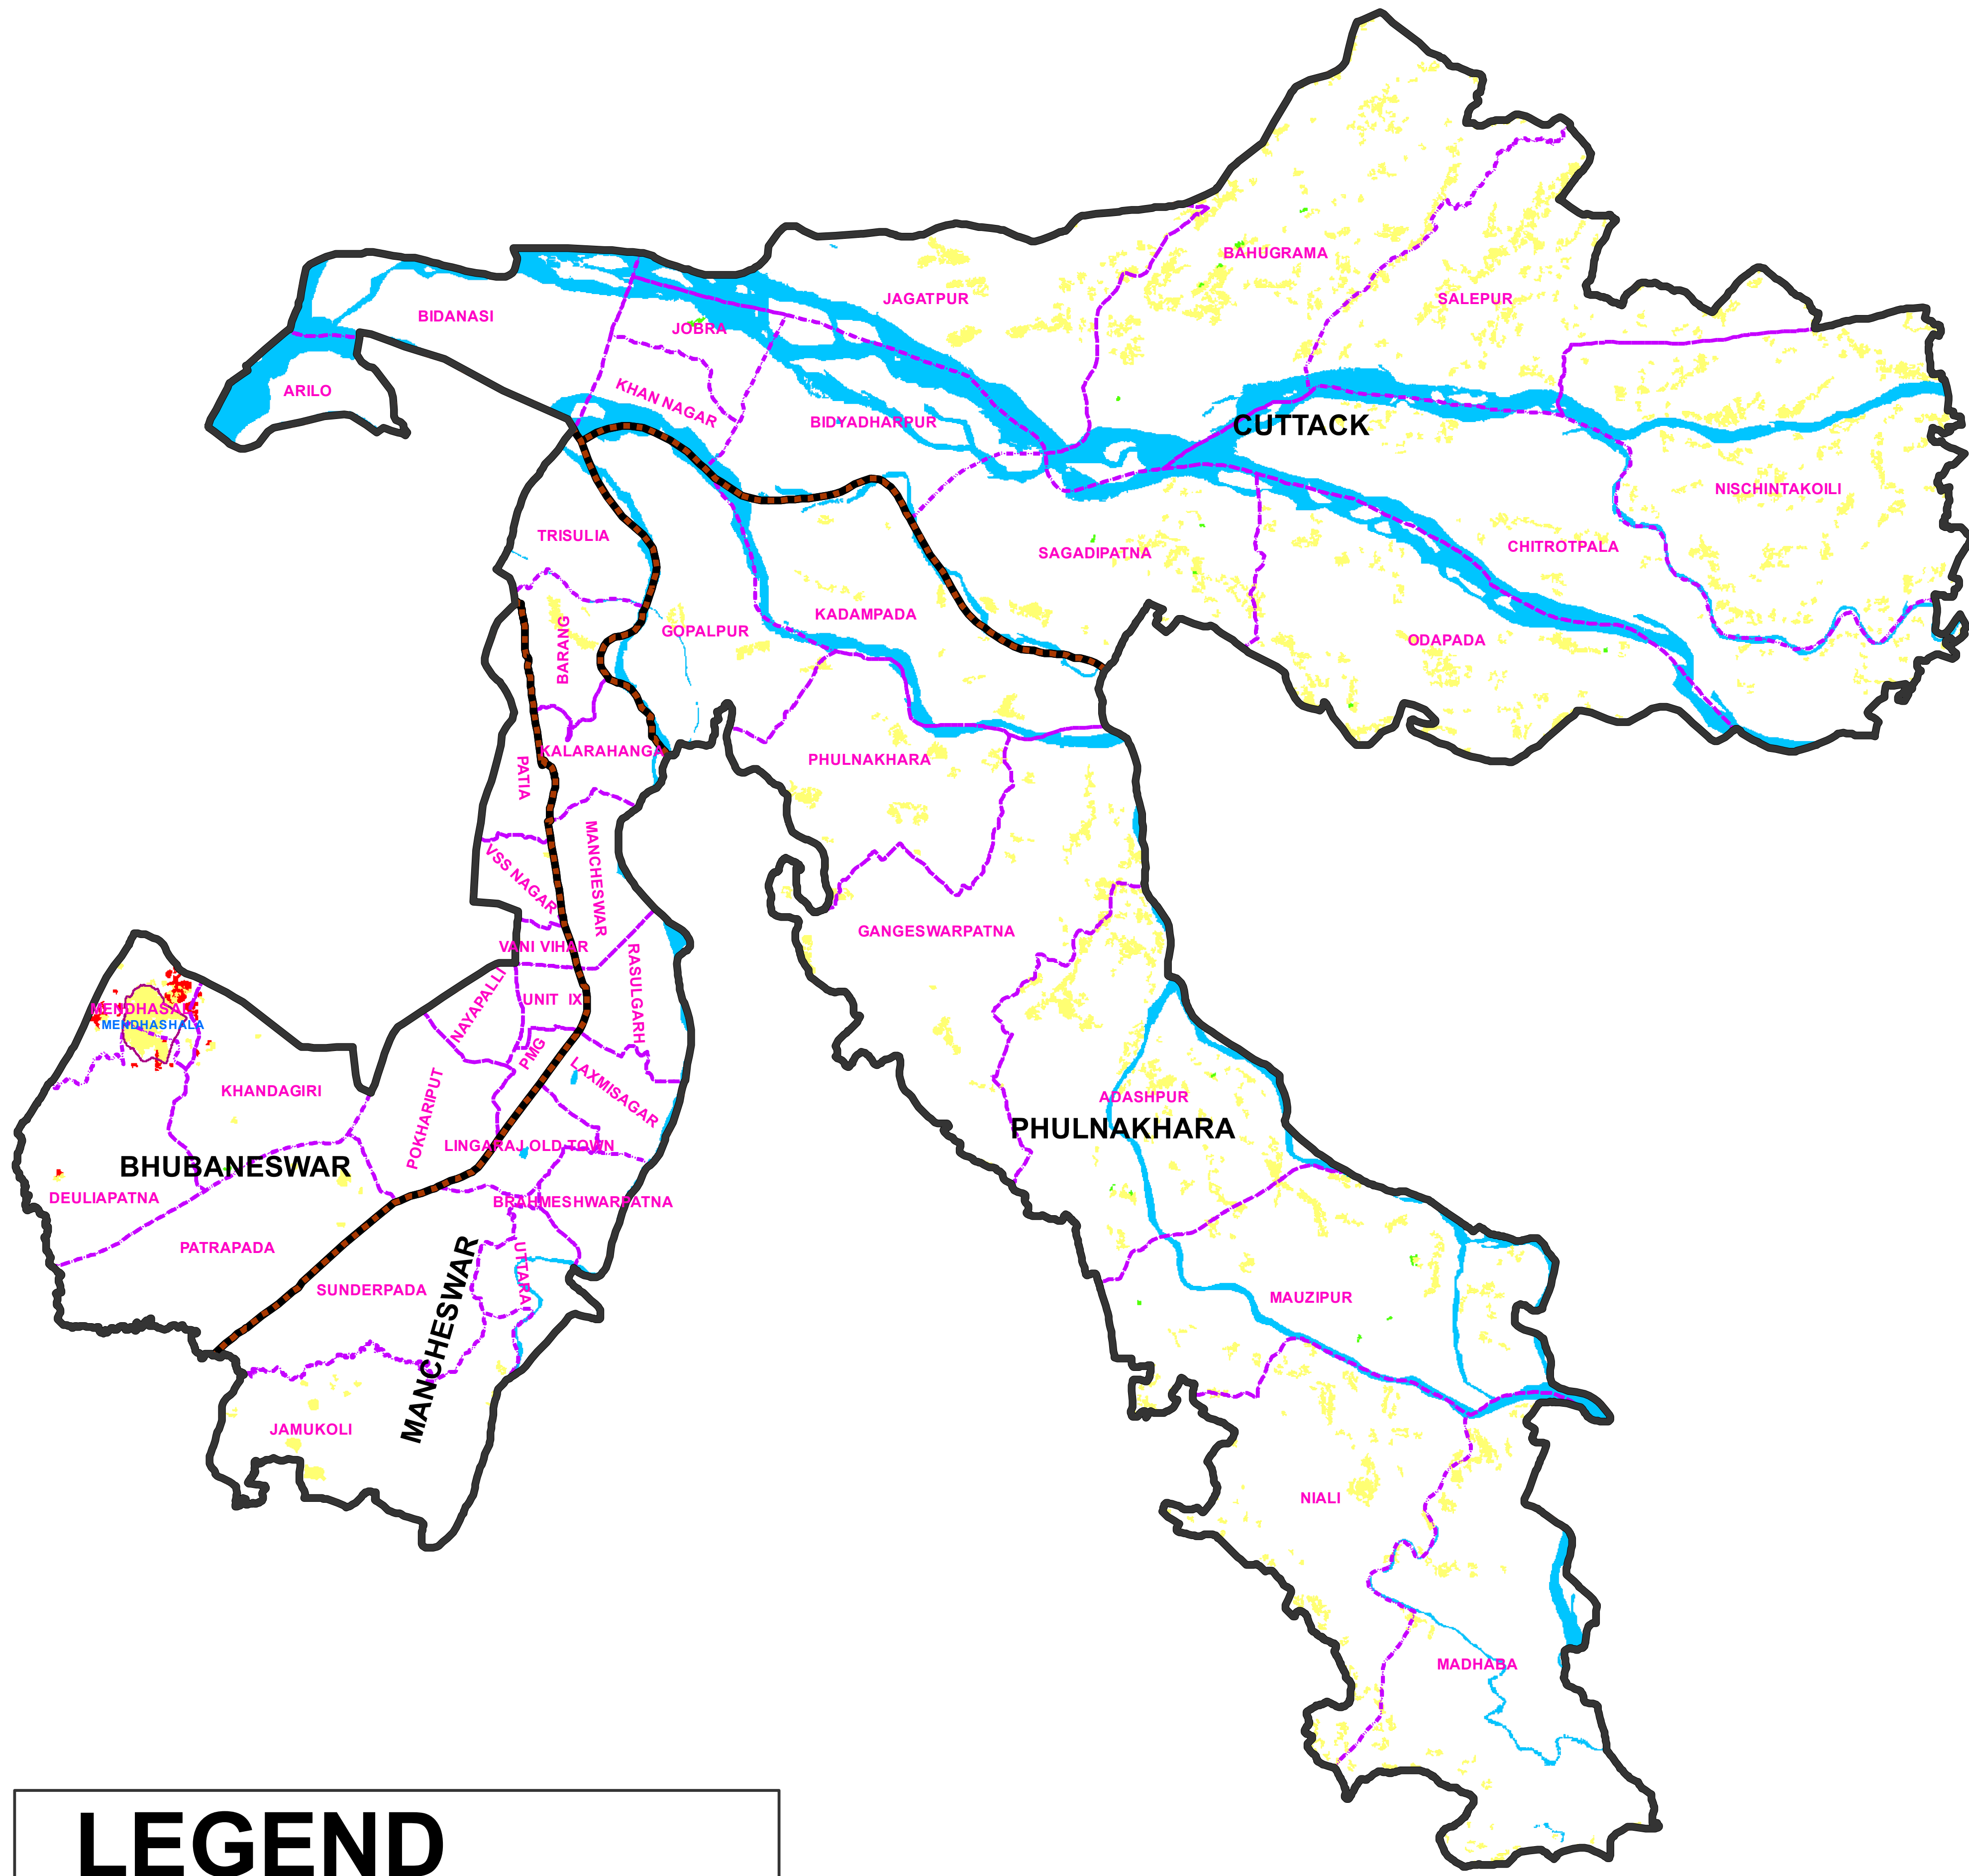 BAHUGRAMA
JAGATPUR
SALEPUR
BIDANASI
JOBRA
ARILO
KHAN NAGAR
BIDYADHARPUR
CUTTACK
NISCHINTAKOILI
TRISULIA
SAGADIPATNA
CHITROTPALA
KADAMPADA
GOPALPUR
BARANG
ODAPADA
KALARAHANGA
PHULNAKHARA
PATIA
VSS NAGAR
MANCHESWAR
GANGESWARPATNA
VANI VIHAR
RASULGARH
NAYAPALLI
UNIT IX
MENDHASAL
MENDHASHALA
PMG
KHANDAGIRI
LAXMISAGAR
ADASHPUR
POKHARIPUT
PHULNAKHARA
LINGARAJ OLD TOWN
BHUBANESWAR
DEULIAPATNA
BRAHMESHWARPATNA
PATRAPADA
UTTARA
SUNDERPADA
MANCHESWAR
MAUZIPUR
JAMUKOLI
NIALI
MADHABA
LEGEND